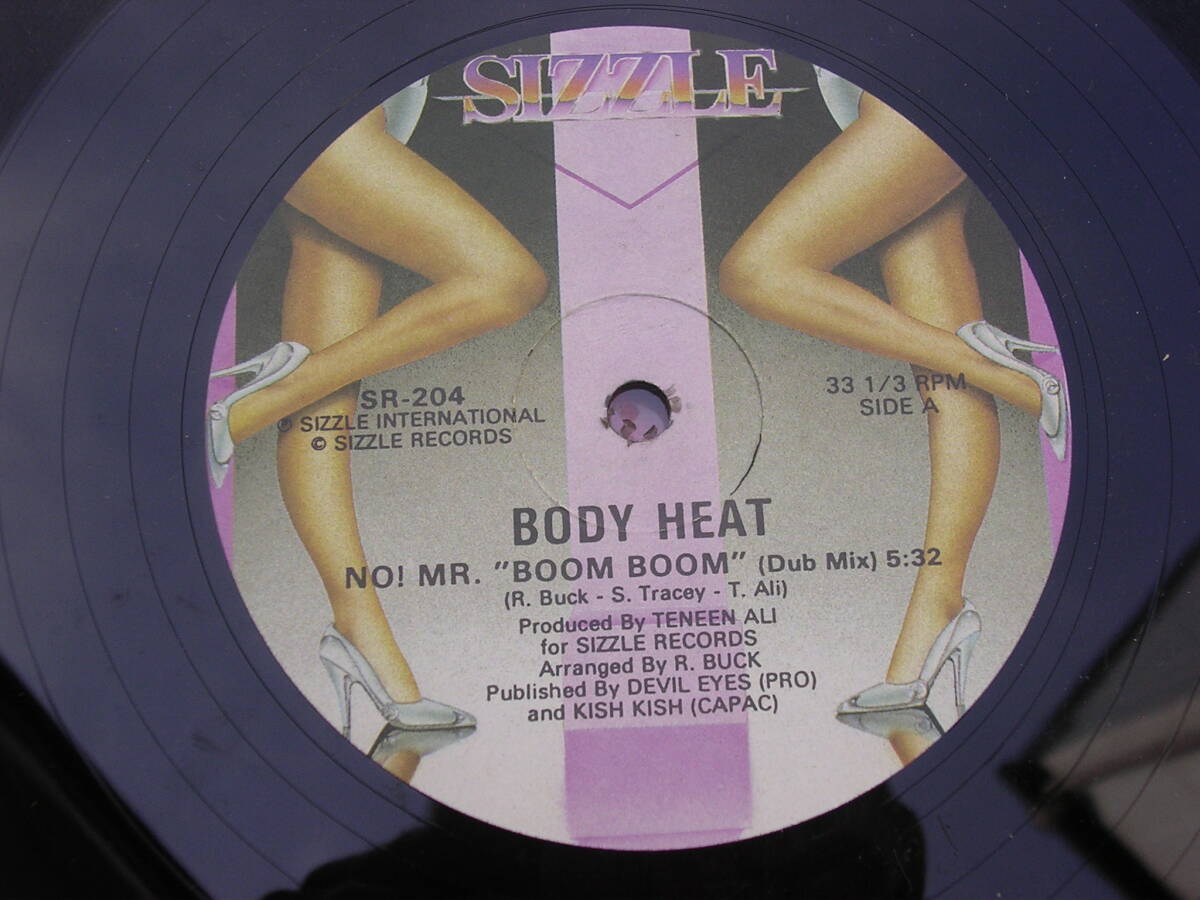 SIZZLE
SR-204
℗ SIZZLE INTERNATIONAL
© SIZZLE RECORDS
33 1/3 RPM
SIDE A
BODY HEAT
NO! MR. "BOOM BOOM" (Dub Mix) 5:32
(R. Buck - S. Tracey - T. Ali)
Produced By TENEEN ALI
for SIZZLE RECORDS
Arranged By R. BUCK
Published By DEVIL EYES (PRO)
and KISH KISH (CAPAC)